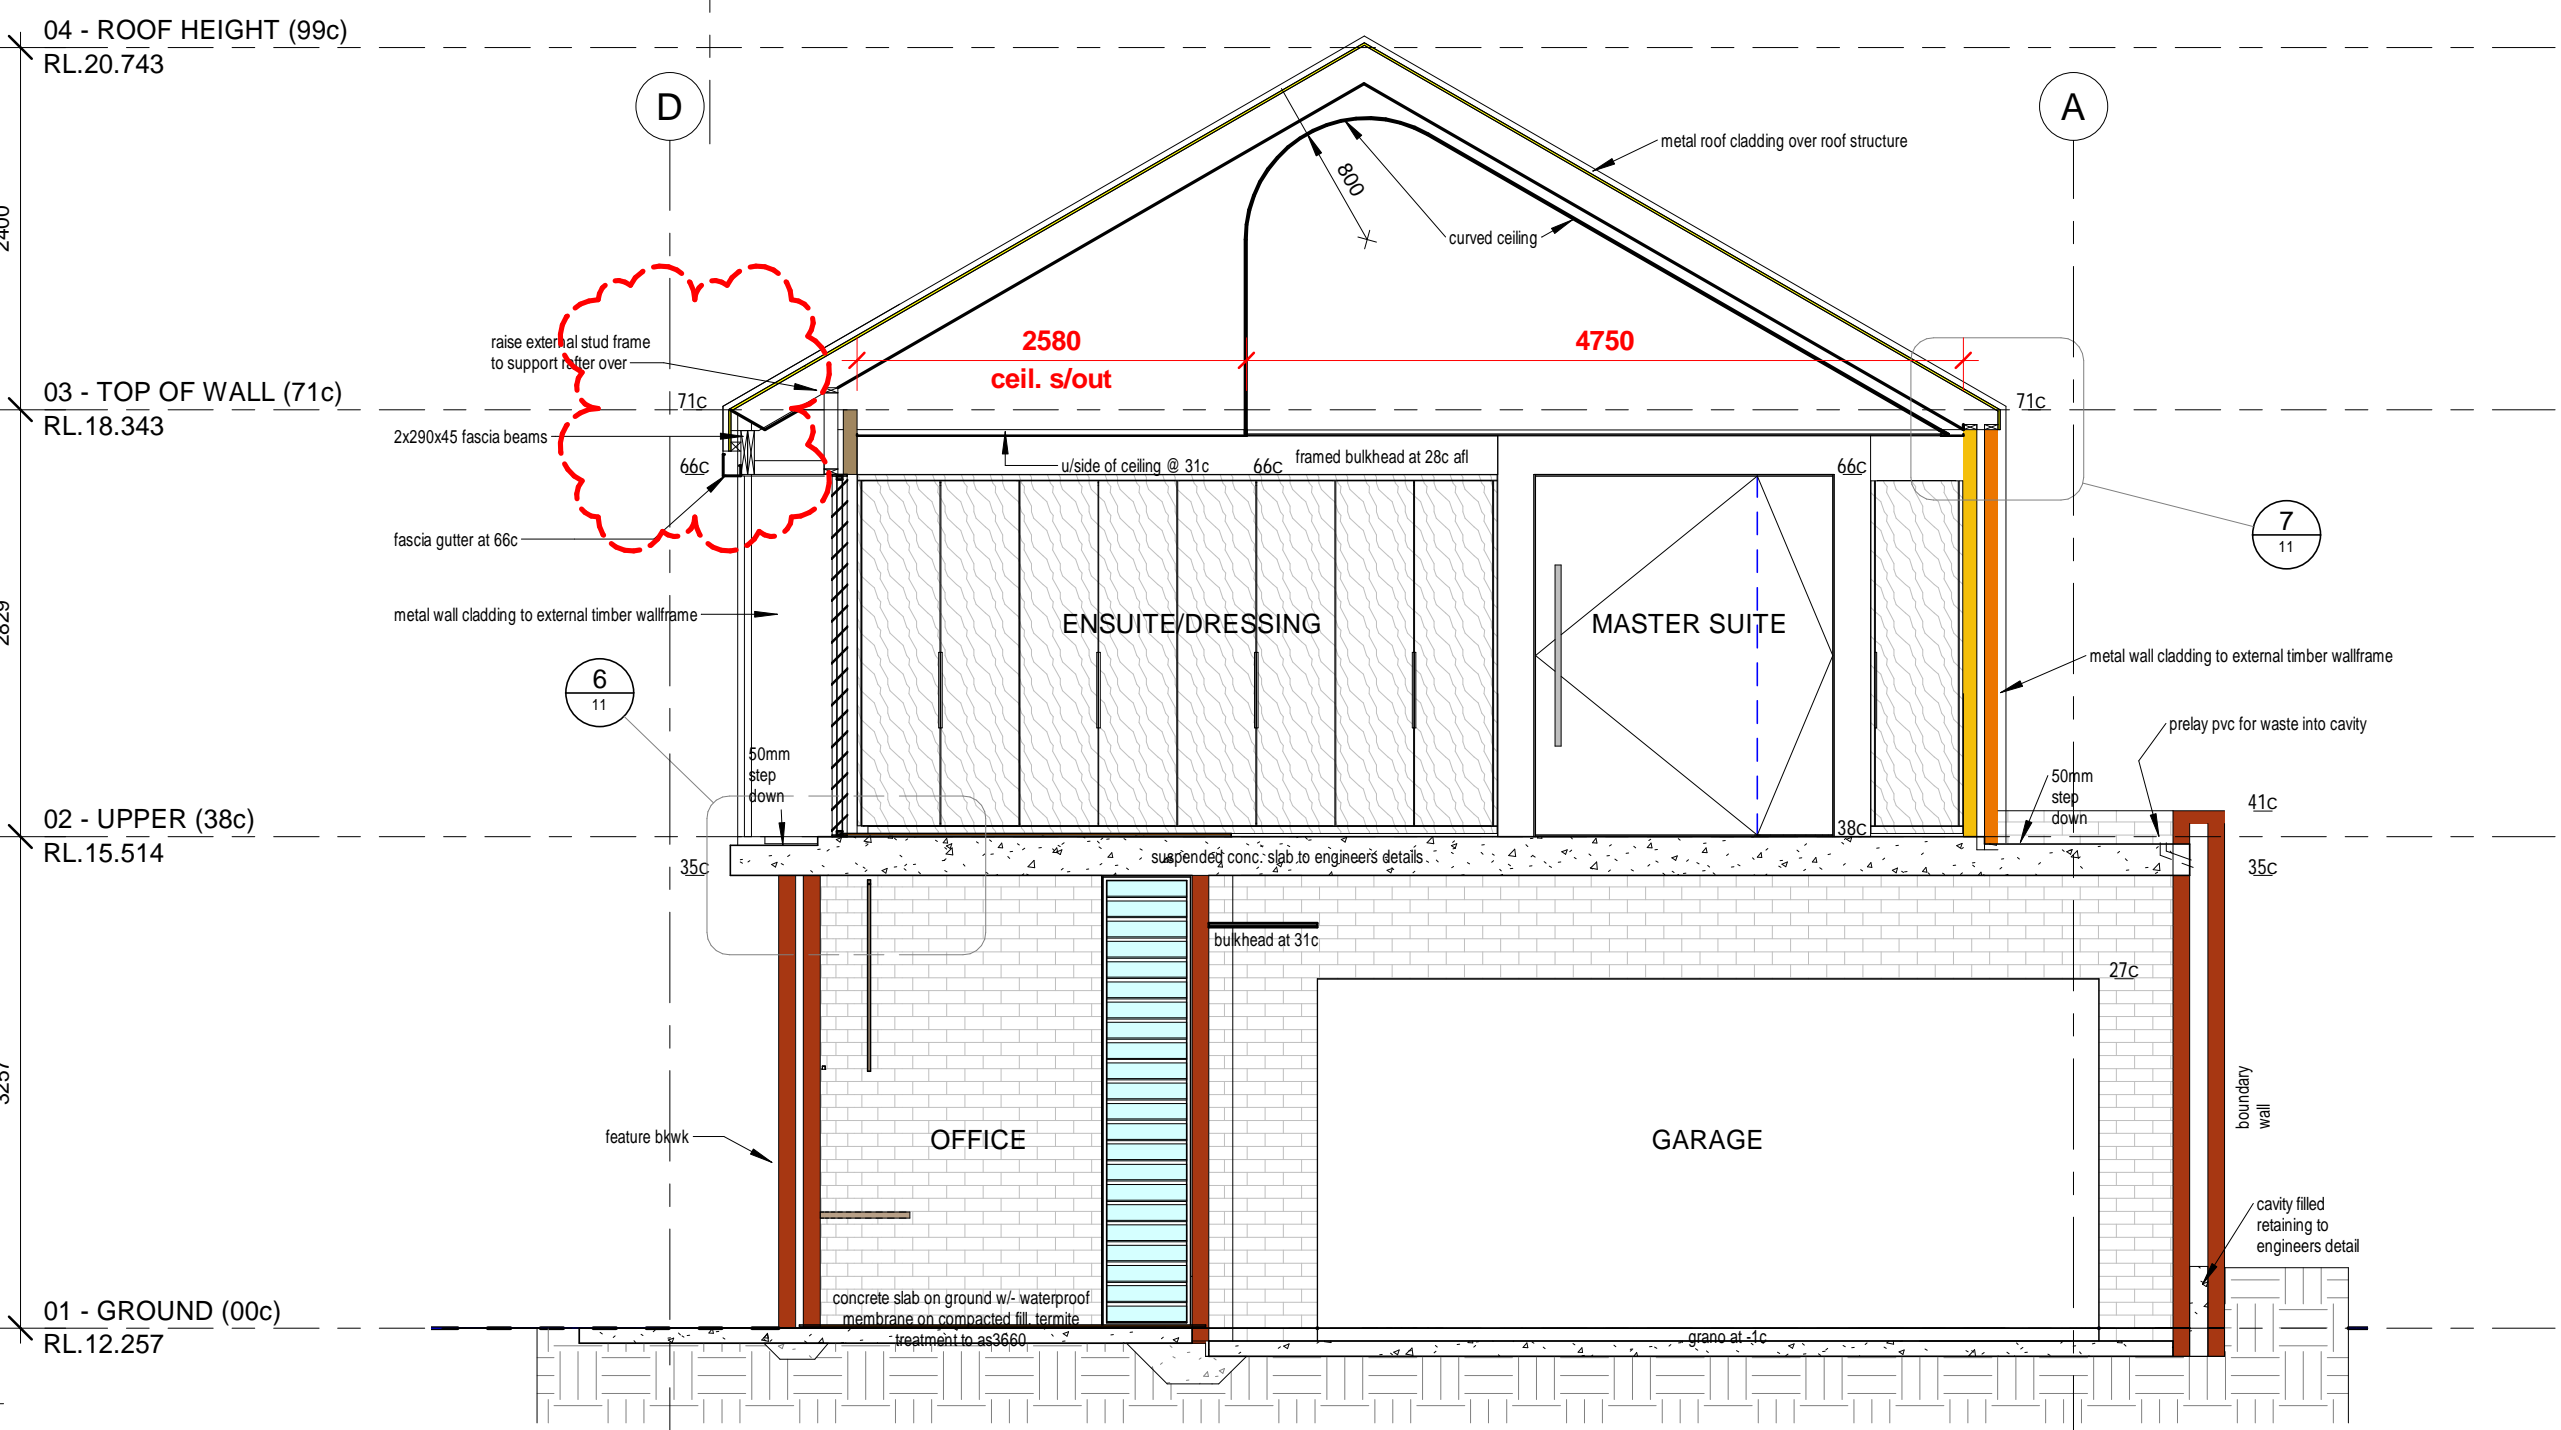 04 - ROOF HEIGHT (99c)
RL.20.743
D
A
metal roof cladding over roof structure
800
curved ceiling
2400
raise external stud frame
to support rafter over
2580
ceil. s/out
4750
03 - TOP OF WALL (71c)
RL.18.343
71c
71c
2x290x45 fascia beams
66c
u/side of ceiling @ 31c
66c
framed bulkhead at 28c afl
66c
fascia gutter at 66c
7
11
2829
metal wall cladding to external timber wallframe
ENSUITE/DRESSING
MASTER SUITE
metal wall cladding to external timber wallframe
6
11
prelay pvc for waste into cavity
50mm
step
down
50mm
step
down
41c
02 - UPPER (38c)
RL.15.514
38c
suspended conc. slab to engineers details
35c
35c
bulkhead at 31c
27c
3257
boundary
wall
feature bkwk
OFFICE
GARAGE
cavity filled
retaining to
engineers detail
concrete slab on ground w/- waterproof
membrane on compacted fill. termite
treatment to as3660
01 - GROUND (00c)
RL.12.257
grano at -1c